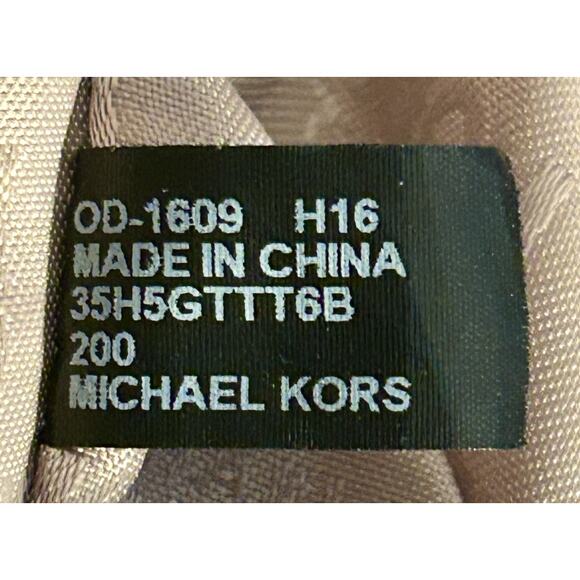 OD-1609 H16
MADE IN CHINA
35H5GTTT6B
200
MICHAEL KORS